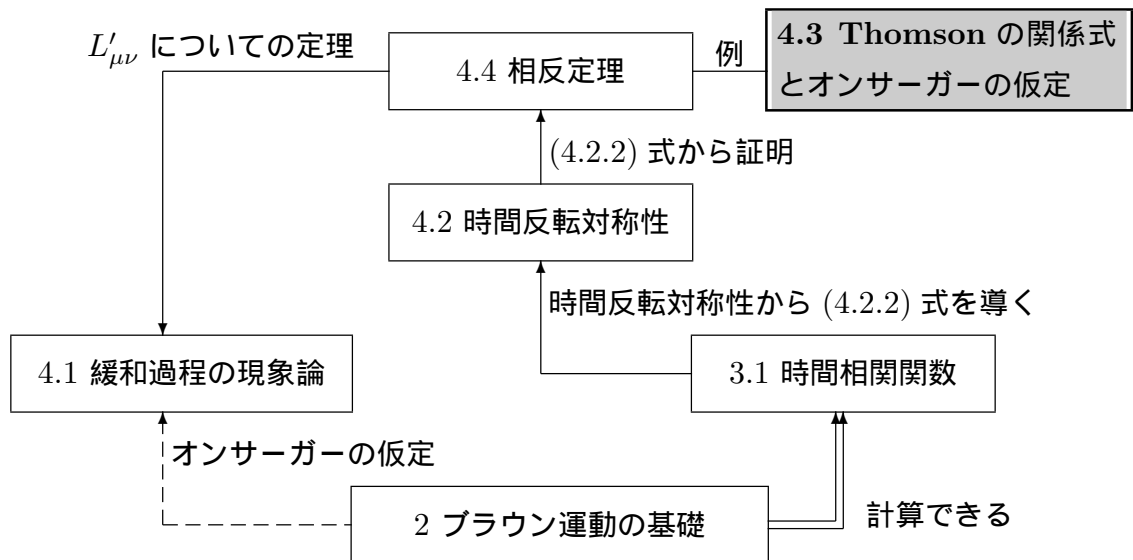 L′μν についての定理
4.4 相反定理
例
4.3 Thomson の関係式
とオンサーガーの仮定
(4.2.2) 式から証明
4.2 時間反転対称性
時間反転対称性から (4.2.2) 式を導く
4.1 緩和過程の現象論
3.1 時間相関関数
オンサーガーの仮定
2 ブラウン運動の基礎
計算できる